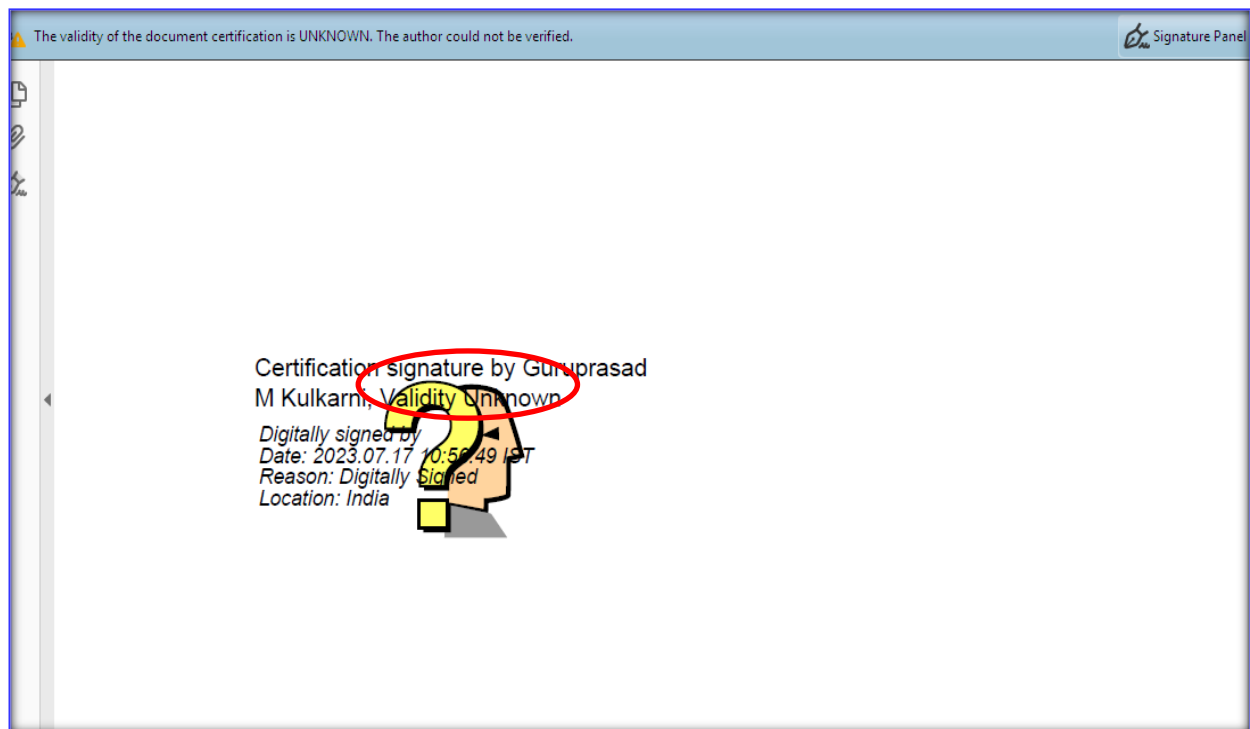 The validity of the document certification is UNKNOWN. The author could not be verified.
Signature Panel
Certification signature by Guruprasad
M Kulkarni, Validity Unknown
Digitally signed by
Date: 2023.07.17 10:56:49 IST
Reason: Digitally Signed
Location: India